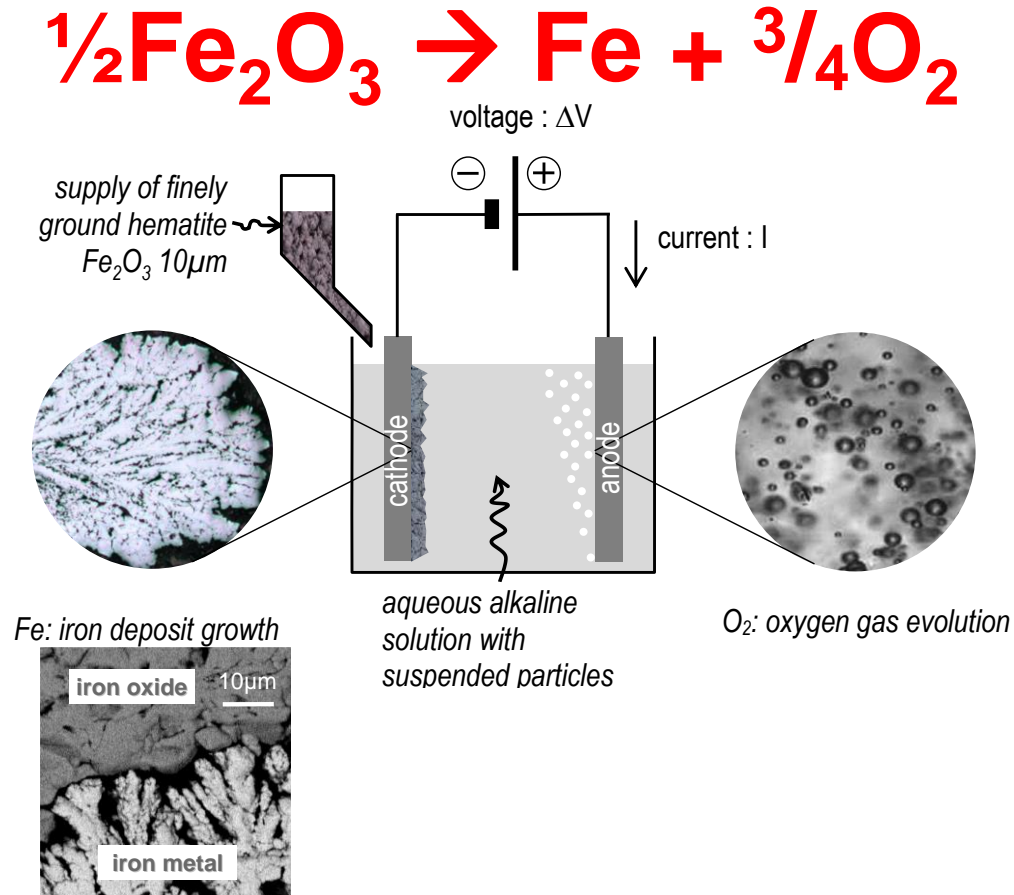 ½Fe₂O₃ → Fe + ³/₄O₂
voltage : ΔV
− +
supply of finely
ground hematite
Fe₂O₃ 10µm
current : I
cathode
anode
Fe: iron deposit growth
aqueous alkaline
solution with
suspended particles
O₂: oxygen gas evolution
iron oxide
10µm
iron metal